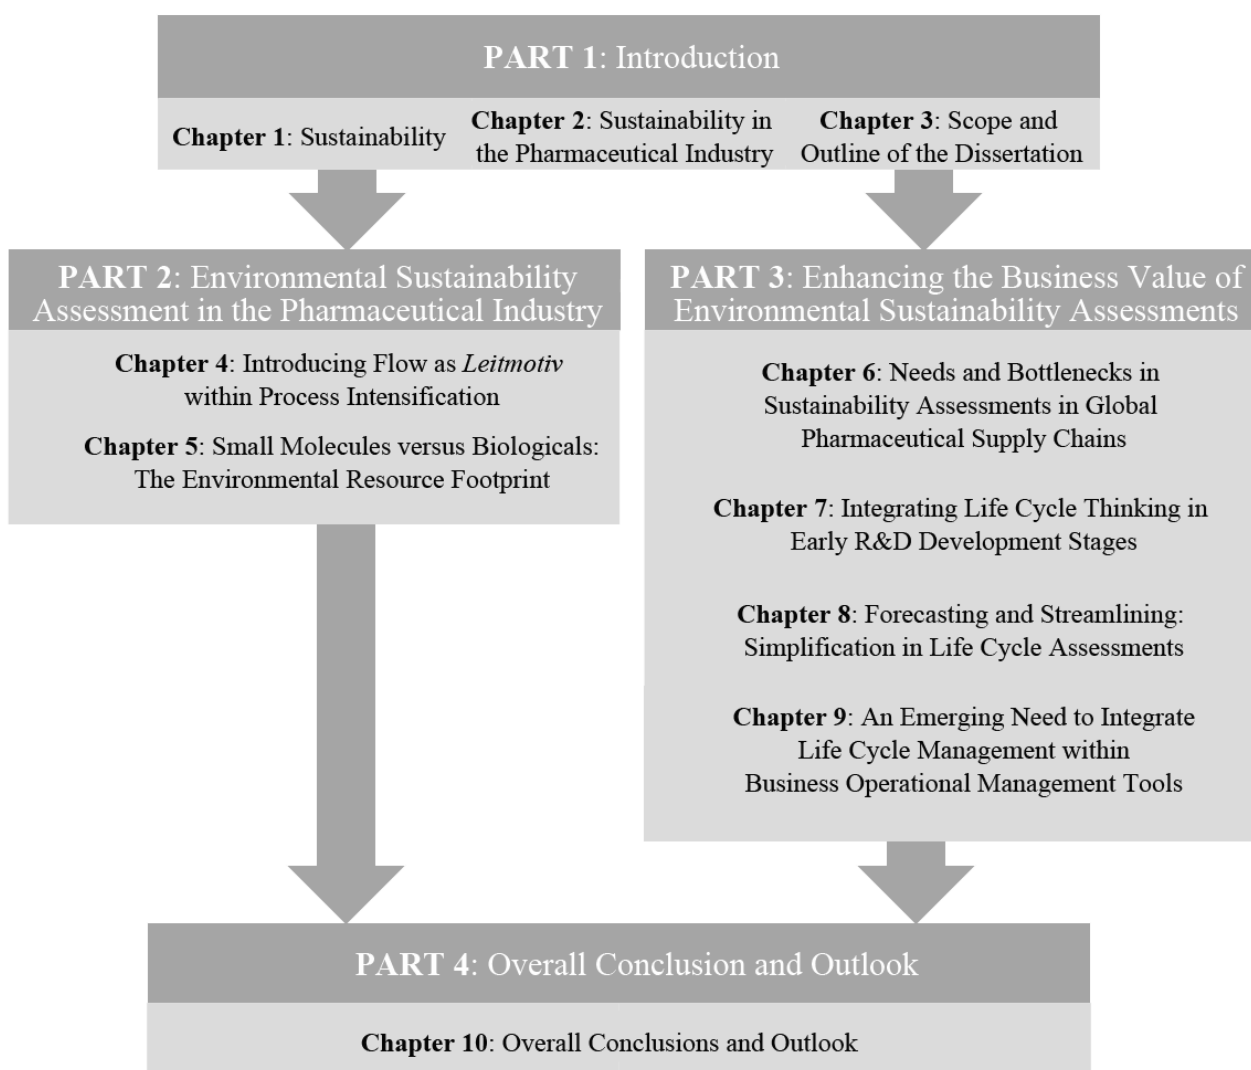 PART 1: Introduction
Chapter 1: Sustainability
Chapter 2: Sustainability in
the Pharmaceutical Industry
Chapter 3: Scope and
Outline of the Dissertation
PART 2: Environmental Sustainability
Assessment in the Pharmaceutical Industry
Chapter 4: Introducing Flow as Leitmotiv
within Process Intensification
Chapter 5: Small Molecules versus Biologicals:
The Environmental Resource Footprint
PART 3: Enhancing the Business Value of
Environmental Sustainability Assessments
Chapter 6: Needs and Bottlenecks in
Sustainability Assessments in Global
Pharmaceutical Supply Chains
Chapter 7: Integrating Life Cycle Thinking in
Early R&D Development Stages
Chapter 8: Forecasting and Streamlining:
Simplification in Life Cycle Assessments
Chapter 9: An Emerging Need to Integrate
Life Cycle Management within
Business Operational Management Tools
PART 4: Overall Conclusion and Outlook
Chapter 10: Overall Conclusions and Outlook